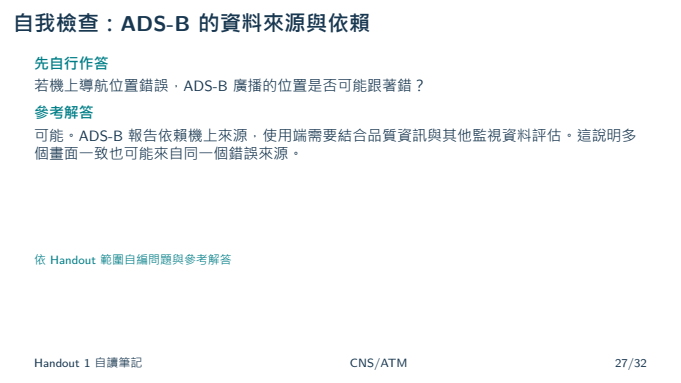 自我檢查：ADS-B 的資料來源與依賴
先自行作答
若機上導航位置錯誤，ADS-B 廣播的位置是否可能跟著錯？
參考解答
可能。ADS-B 報告依賴機上來源，使用端需要結合品質資訊與其他監視資料評估。這說明多
個畫面一致也可能來自同一個錯誤來源。
依 Handout 範圍自編問題與參考解答
Handout 1 自讀筆記
CNS/ATM
27/32